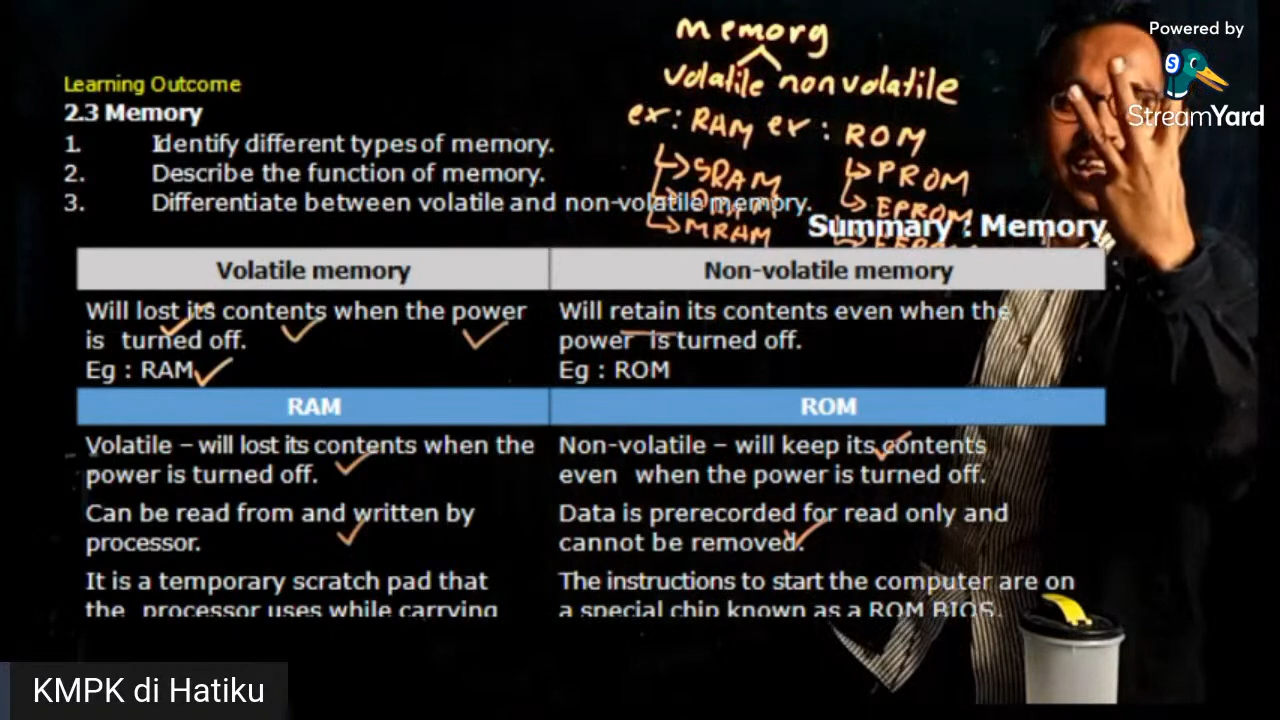 Powered by
StreamYard
memory
volatile nonvolatile
ex: RAM ex: ROM
SRAM
PROM
EPROM
MRAM
Learning Outcome
2.3 Memory
1. Identify different types of memory.
2. Describe the function of memory.
3. Differentiate between volatile and non-volatile memory.
Summary : Memory
Volatile memory
Non-volatile memory
Will lost its contents when the power
is turned off.
Eg : RAM
Will retain its contents even when the
power is turned off.
Eg : ROM
RAM
ROM
Volatile – will lost its contents when the
power is turned off.
Non-volatile – will keep its contents
even when the power is turned off.
Can be read from and written by
processor.
Data is prerecorded for read only and
cannot be removed.
It is a temporary scratch pad that
the processor uses while carrying
The instructions to start the computer are on
a special chip known as a ROM BIOS.
KMPK di Hatiku